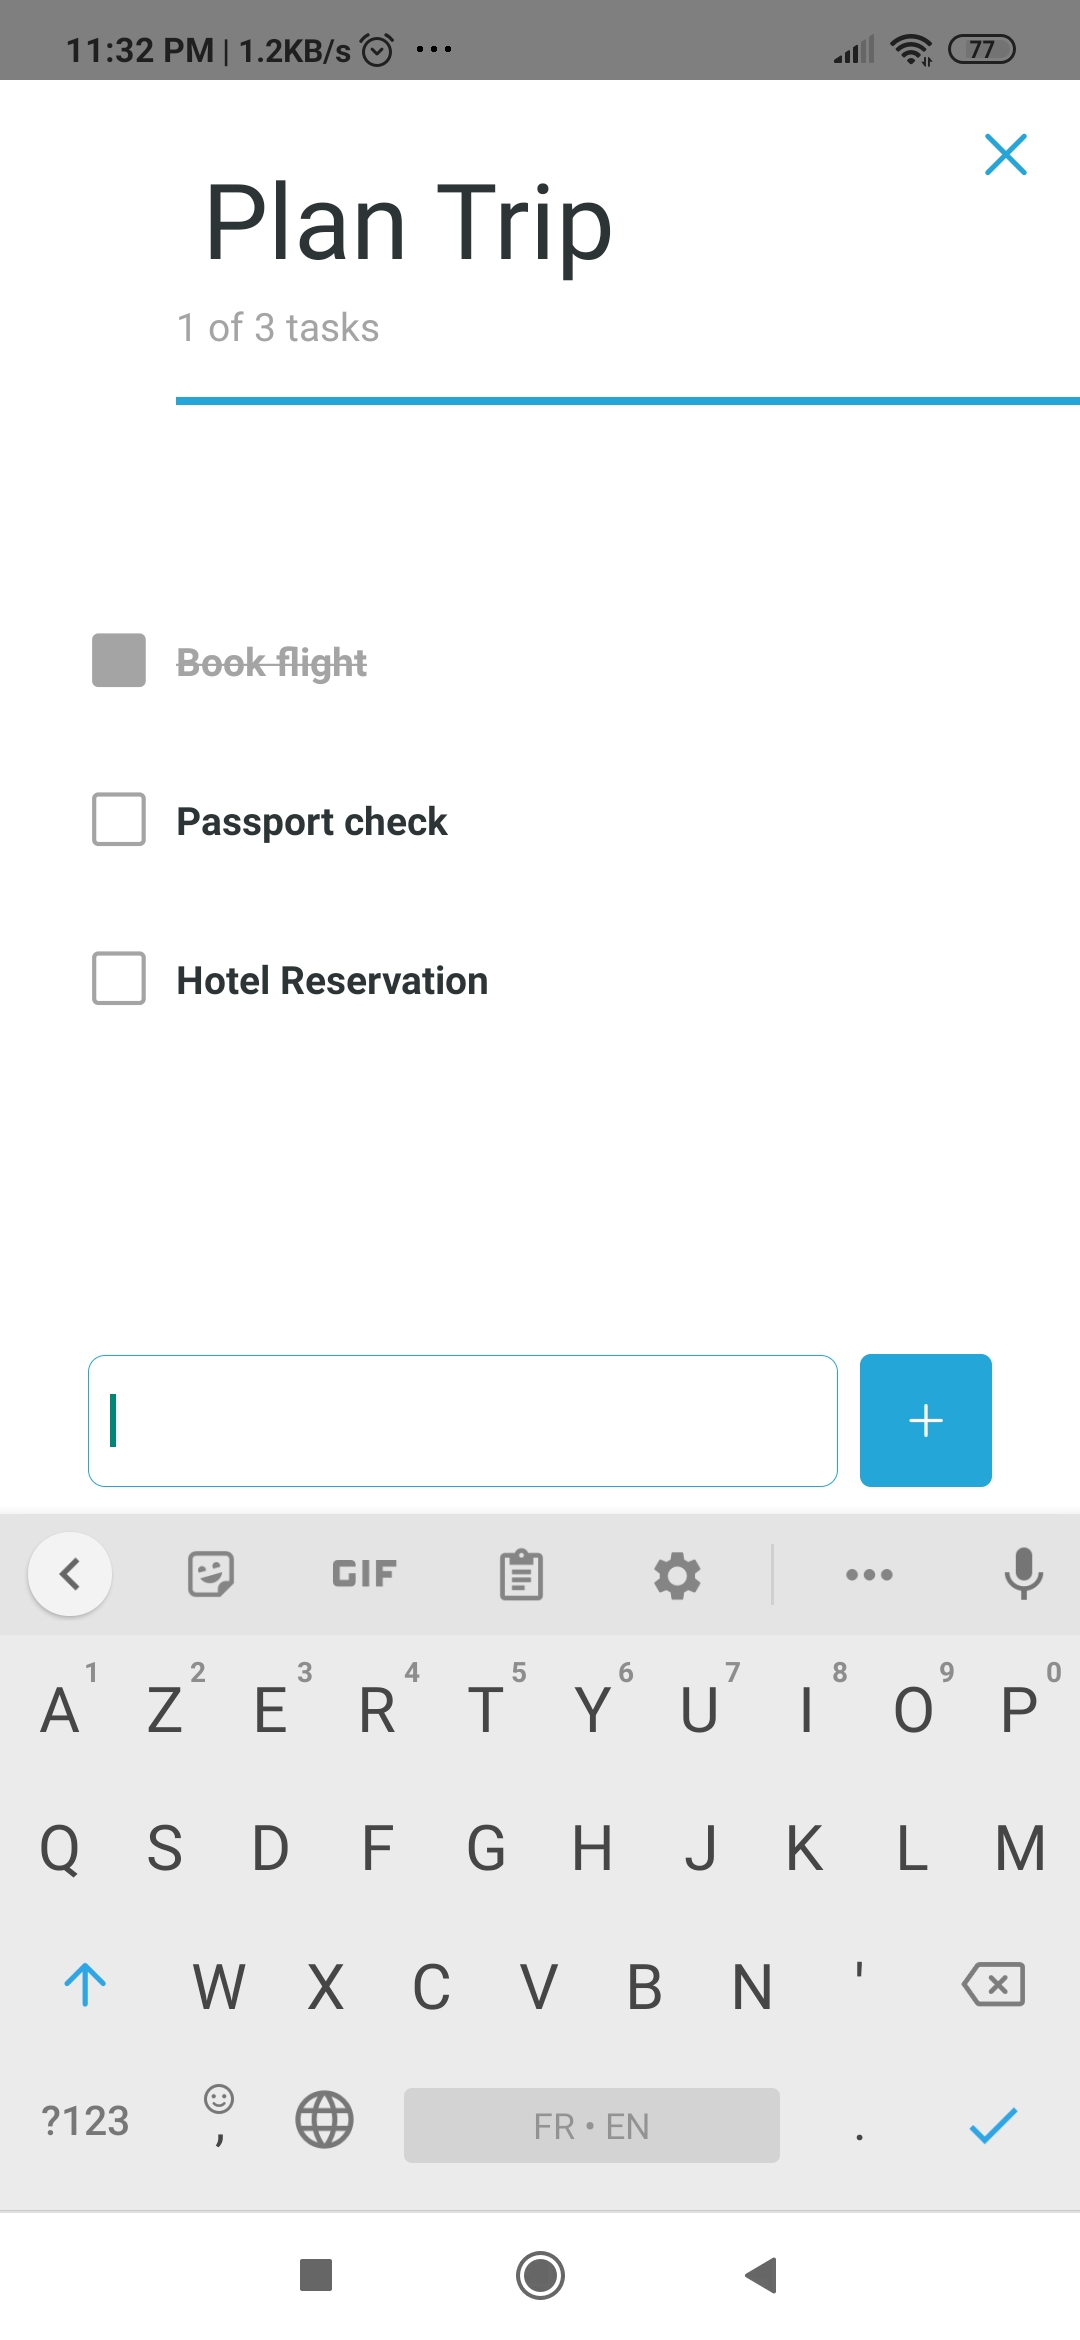 11:32 PM | 1.2KB/s ...
77
Plan Trip
1 of 3 tasks
Book flight
Passport check
Hotel Reservation
+
GIF
1 2 3 4 5 6 7 8 9 0
A Z E R T Y U I O P
Q S D F G H J K L M
W X C V B N '
?123 , FR • EN .